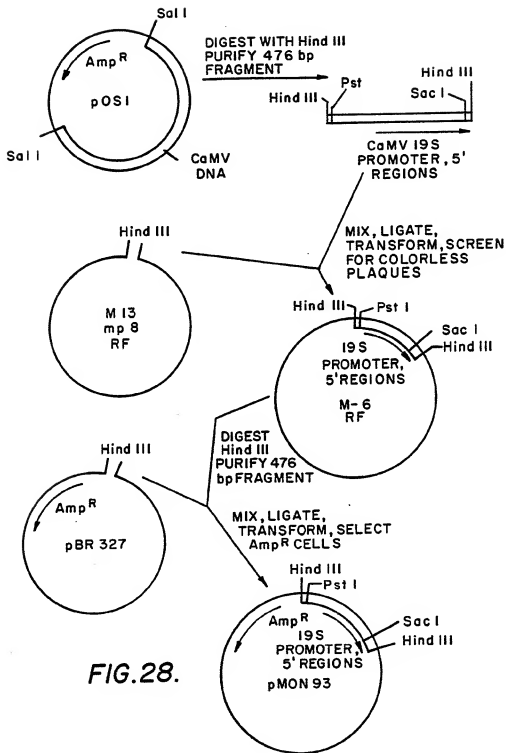 Sal I
Amp R
pOS1
Sal I
CaMV
DNA
DIGEST WITH Hind III
PURIFY 476 bp
FRAGMENT
Hind III
Pst
Sac I
Hind III
CaMV 19S
PROMOTER, 5'
REGIONS
Hind III
M 13
mp 8
RF
MIX, LIGATE,
TRANSFORM, SCREEN
FOR COLORLESS
PLAQUES
Hind III
Pst I
Sac I
Hind III
19S
PROMOTER,
5'REGIONS
M-6
RF
DIGEST
Hind III
PURIFY 476
bp FRAGMENT
Hind III
Amp R
pBR 327
MIX, LIGATE,
TRANSFORM, SELECT
Amp R CELLS
Hind III
Pst I
Sac I
Hind III
Amp R
19S
PROMOTER,
5' REGIONS
pMON 93
FIG.28.